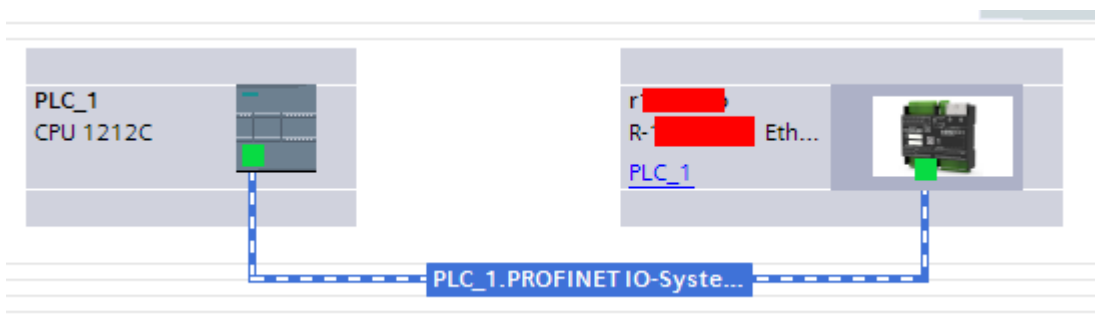 PLC_1
CPU 1212C
r
R- Eth...
PLC_1
PLC_1.PROFINET IO-Syste...